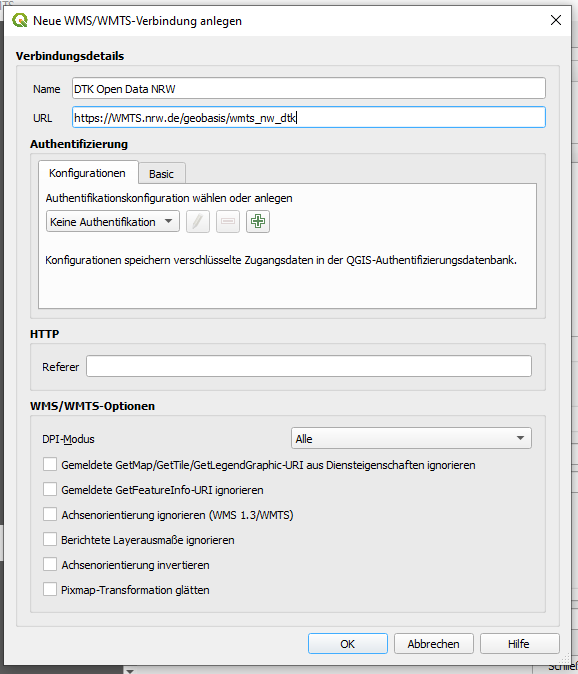 Neue WMS/WMTS-Verbindung anlegen
Verbindungsdetails
Name DTK Open Data NRW
URL https://WMTS.nrw.de/geobasis/wmts_nw_dtk
Authentifizierung
Konfigurationen Basic
Authentifikationskonfiguration wählen oder anlegen
Keine Authentifikation
Konfigurationen speichern verschlüsselte Zugangsdaten in der QGIS-Authentifizierungsdatenbank.
HTTP
Referer
WMS/WMTS-Optionen
DPI-Modus Alle
Gemeldete GetMap/GetTile/GetLegendGraphic-URI aus Diensteigenschaften ignorieren
Gemeldete GetFeatureInfo-URI ignorieren
Achsenorientierung ignorieren (WMS 1.3/WMTS)
Berichtete Layerausmaße ignorieren
Achsenorientierung invertieren
Pixmap-Transformation glätten
OK Abbrechen Hilfe